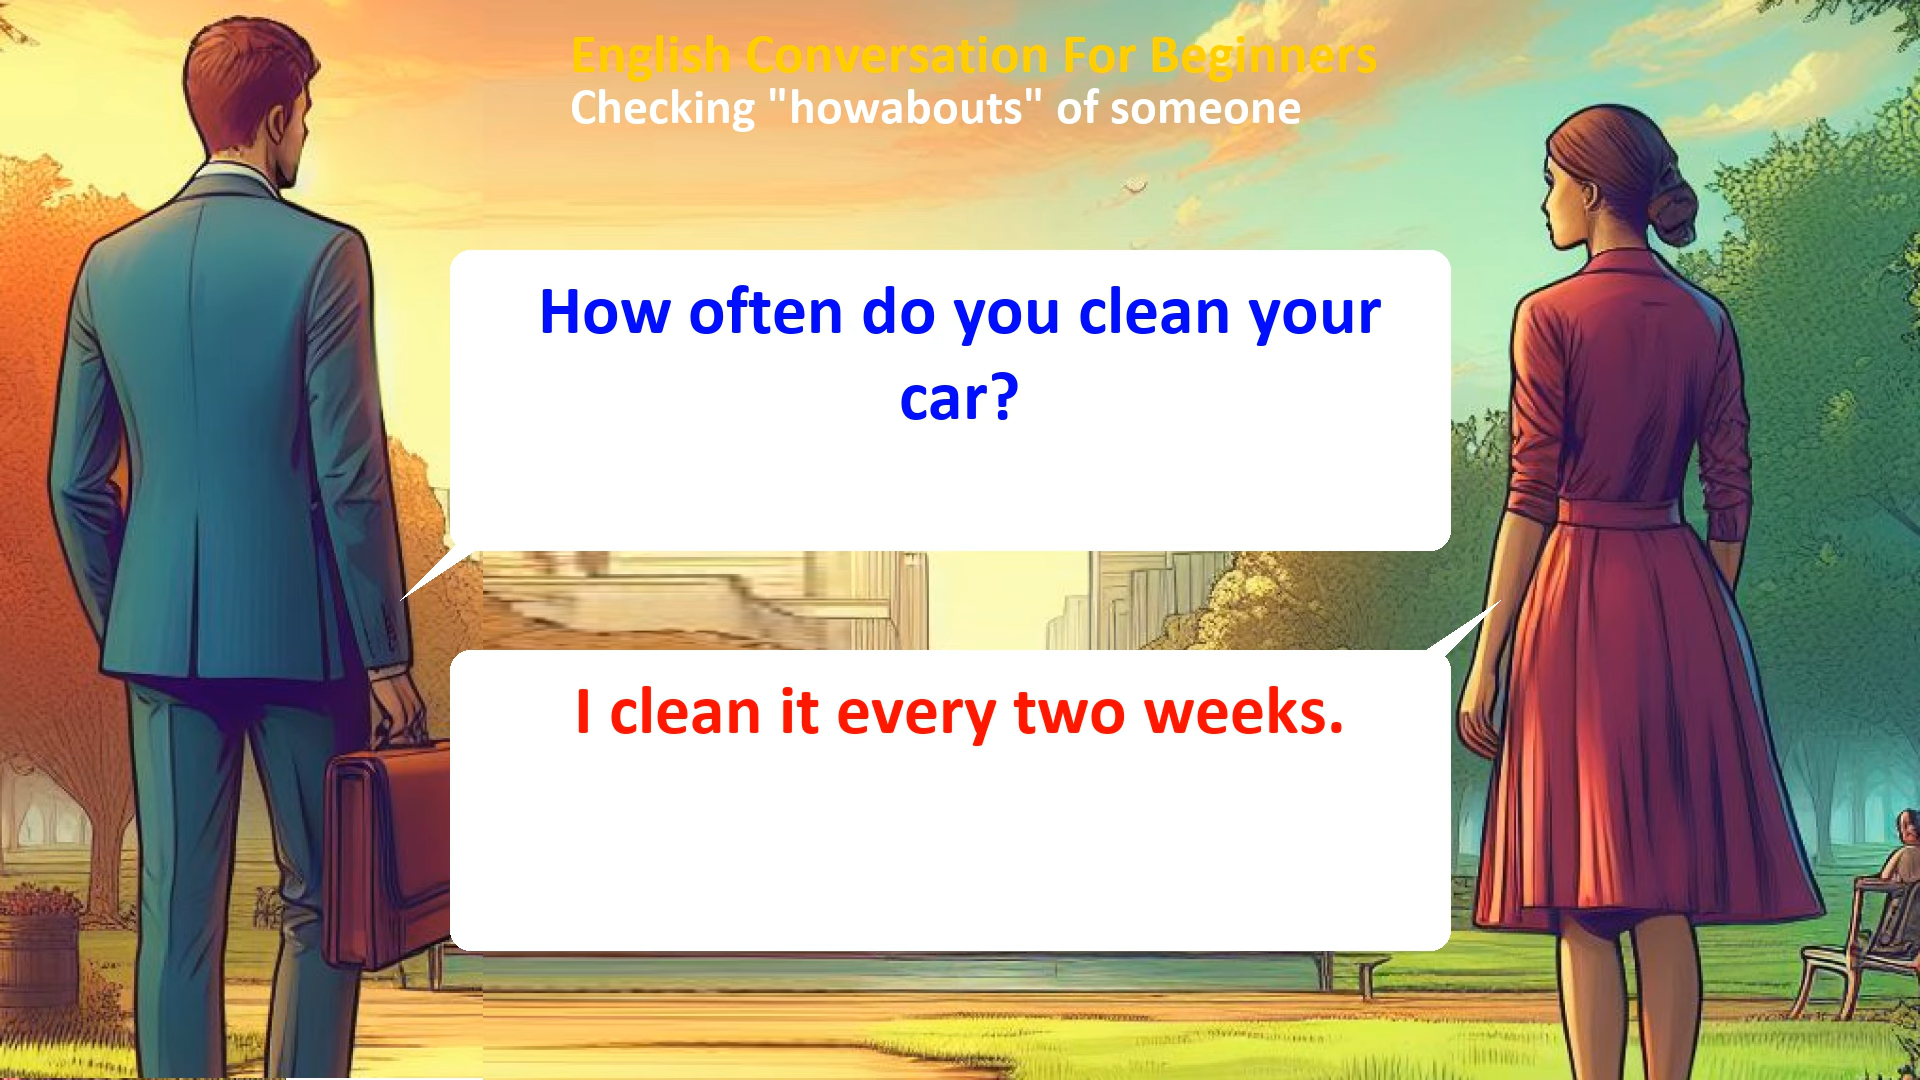 English Conversation For Beginners
Checking "howabouts" of someone
How often do you clean your
car?
I clean it every two weeks.